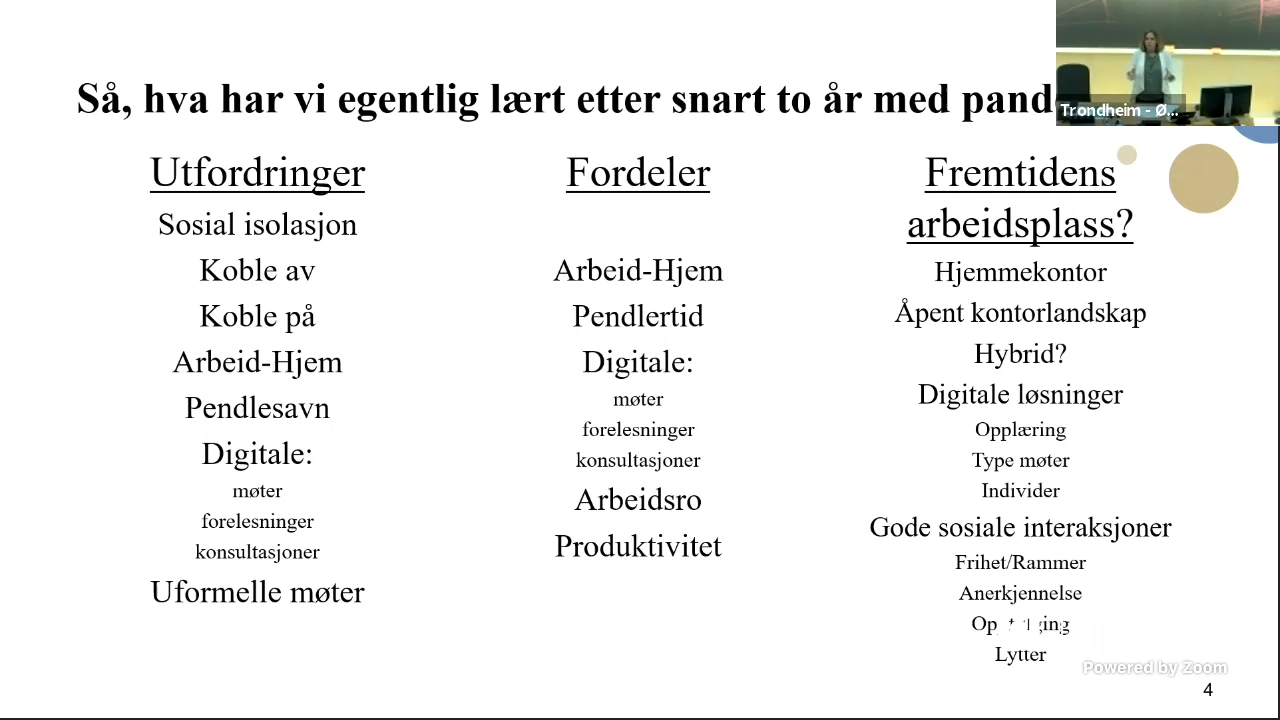 Så, hva har vi egentlig lært etter snart to år med
Trondheim - Ø...
Utfordringer
Sosial isolasjon
Koble av
Koble på
Arbeid-Hjem
Pendlesavn
Digitale:
møter
forelesninger
konsultasjoner
Uformelle møter
Fordeler
Arbeid-Hjem
Pendlertid
Digitale:
møter
forelesninger
konsultasjoner
Arbeidsro
Produktivitet
Fremtidens
arbeidsplass?
Hjemmekontor
Åpent kontorlandskap
Hybrid?
Digitale løsninger
Opplæring
Type møter
Individer
Gode sosiale interaksjoner
Frihet/Rammer
Anerkjennelse
Lytter
Powered by Zoom
4